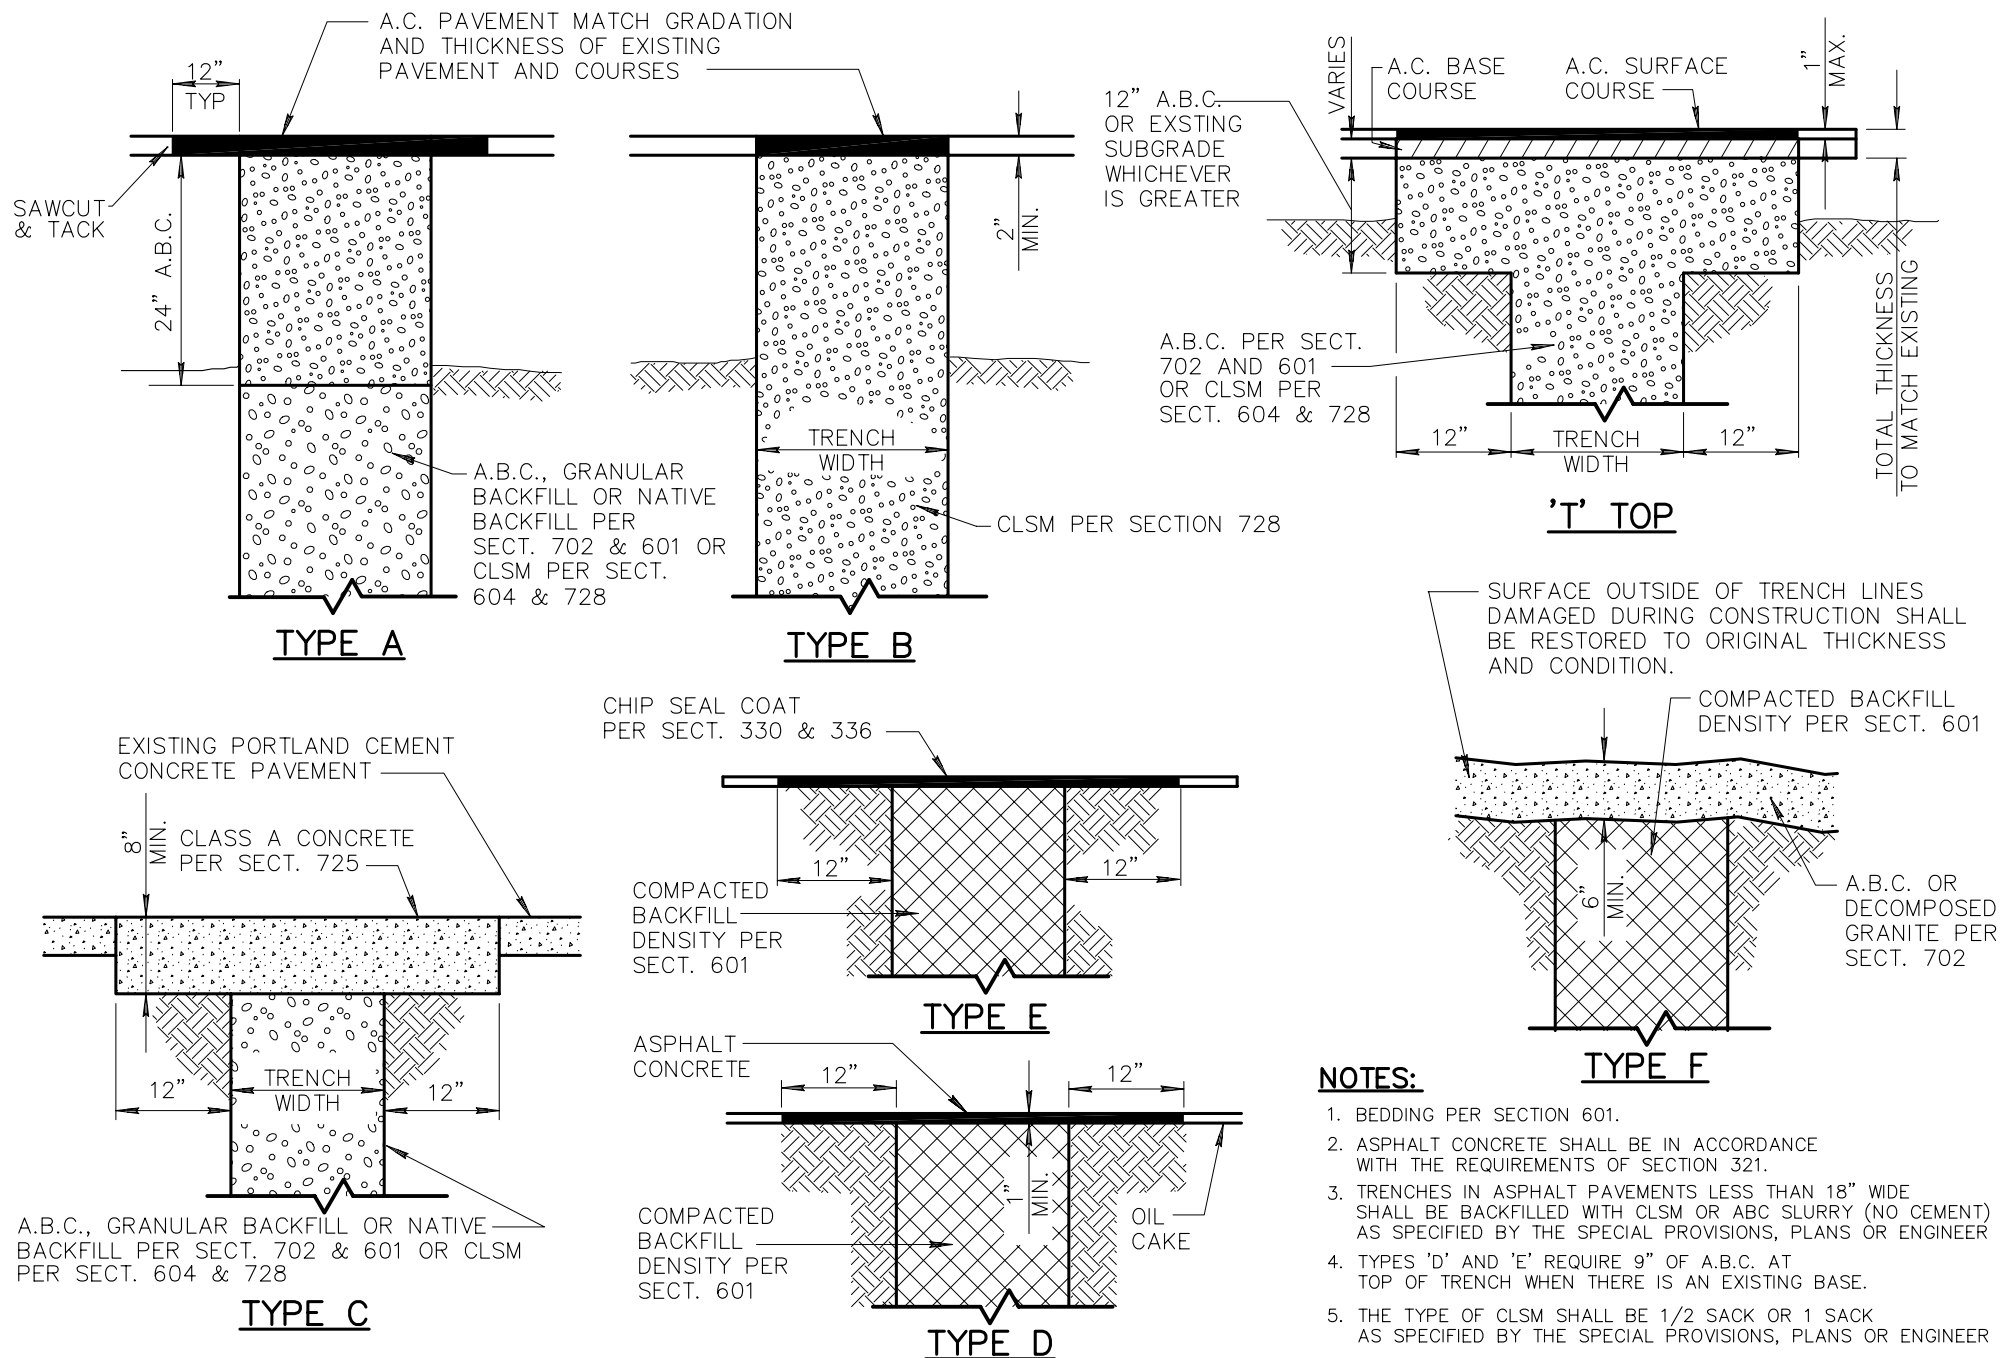 A.C. PAVEMENT MATCH GRADATION
AND THICKNESS OF EXISTING
PAVEMENT AND COURSES
12"
TYP
SAWCUT
& TACK
24" A.B.C.
2"
MIN.
A.B.C., GRANULAR
BACKFILL OR NATIVE
BACKFILL PER
SECT. 702 & 601 OR
CLSM PER SECT.
604 & 728
TYPE A
TRENCH
WIDTH
CLSM PER SECTION 728
TYPE B
12" A.B.C.
OR EXSTING
SUBGRADE
WHICHEVER
IS GREATER
VARIES
A.C. BASE
COURSE
A.C. SURFACE
COURSE
1"
MAX.
A.B.C. PER SECT.
702 AND 601
OR CLSM PER
SECT. 604 & 728
12"
TRENCH
WIDTH
12"
TOTAL THICKNESS
TO MATCH EXISTING
'T' TOP
SURFACE OUTSIDE OF TRENCH LINES
DAMAGED DURING CONSTRUCTION SHALL
BE RESTORED TO ORIGINAL THICKNESS
AND CONDITION.
COMPACTED BACKFILL
DENSITY PER SECT. 601
6"
MIN.
A.B.C. OR
DECOMPOSED
GRANITE PER
SECT. 702
TYPE F
EXISTING PORTLAND CEMENT
CONCRETE PAVEMENT
8"
MIN.
CLASS A CONCRETE
PER SECT. 725
12"
TRENCH
WIDTH
12"
A.B.C., GRANULAR BACKFILL OR NATIVE
BACKFILL PER SECT. 702 & 601 OR CLSM
PER SECT. 604 & 728
TYPE C
CHIP SEAL COAT
PER SECT. 330 & 336
12"
12"
COMPACTED
BACKFILL
DENSITY PER
SECT. 601
TYPE E
ASPHALT
CONCRETE
12"
12"
1"
MIN.
OIL
CAKE
COMPACTED
BACKFILL
DENSITY PER
SECT. 601
TYPE D
NOTES:
1. BEDDING PER SECTION 601.
2. ASPHALT CONCRETE SHALL BE IN ACCORDANCE
WITH THE REQUIREMENTS OF SECTION 321.
3. TRENCHES IN ASPHALT PAVEMENTS LESS THAN 18" WIDE
SHALL BE BACKFILLED WITH CLSM OR ABC SLURRY (NO CEMENT)
AS SPECIFIED BY THE SPECIAL PROVISIONS, PLANS OR ENGINEER
4. TYPES 'D' AND 'E' REQUIRE 9" OF A.B.C. AT
TOP OF TRENCH WHEN THERE IS AN EXISTING BASE.
5. THE TYPE OF CLSM SHALL BE 1/2 SACK OR 1 SACK
AS SPECIFIED BY THE SPECIAL PROVISIONS, PLANS OR ENGINEER